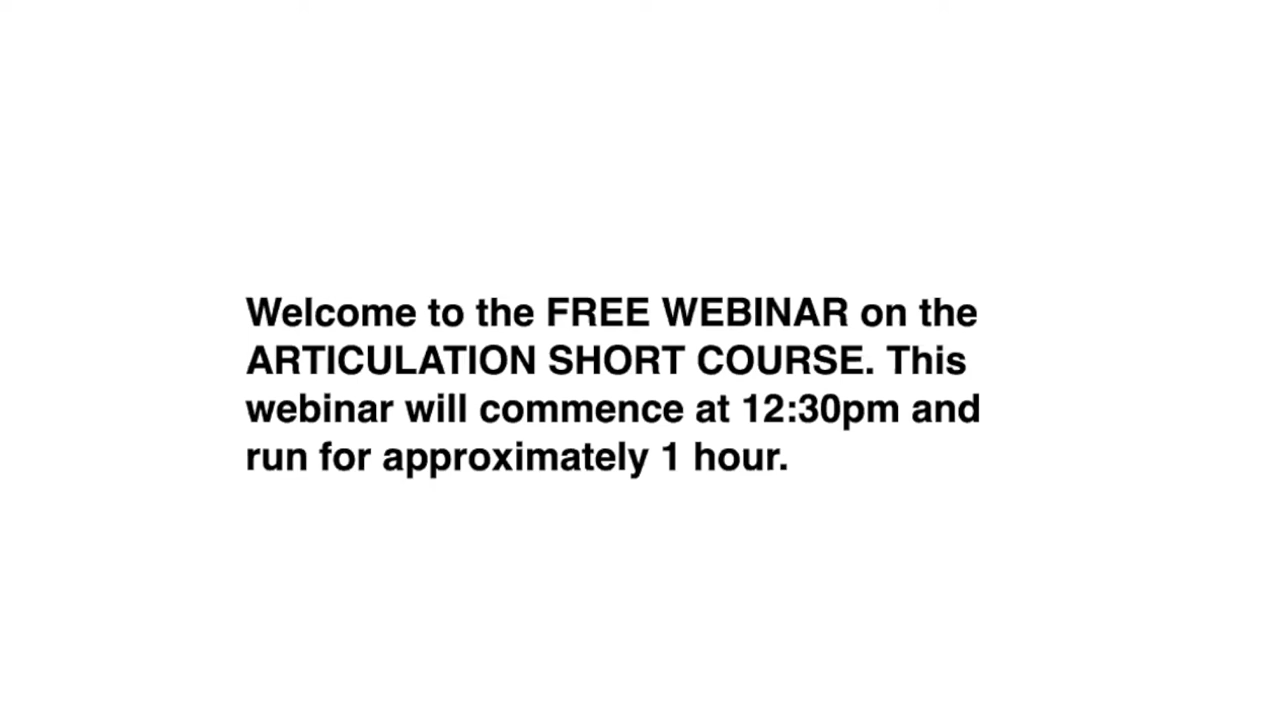 Welcome to the FREE WEBINAR on the
ARTICULATION SHORT COURSE. This
webinar will commence at 12:30pm and
run for approximately 1 hour.